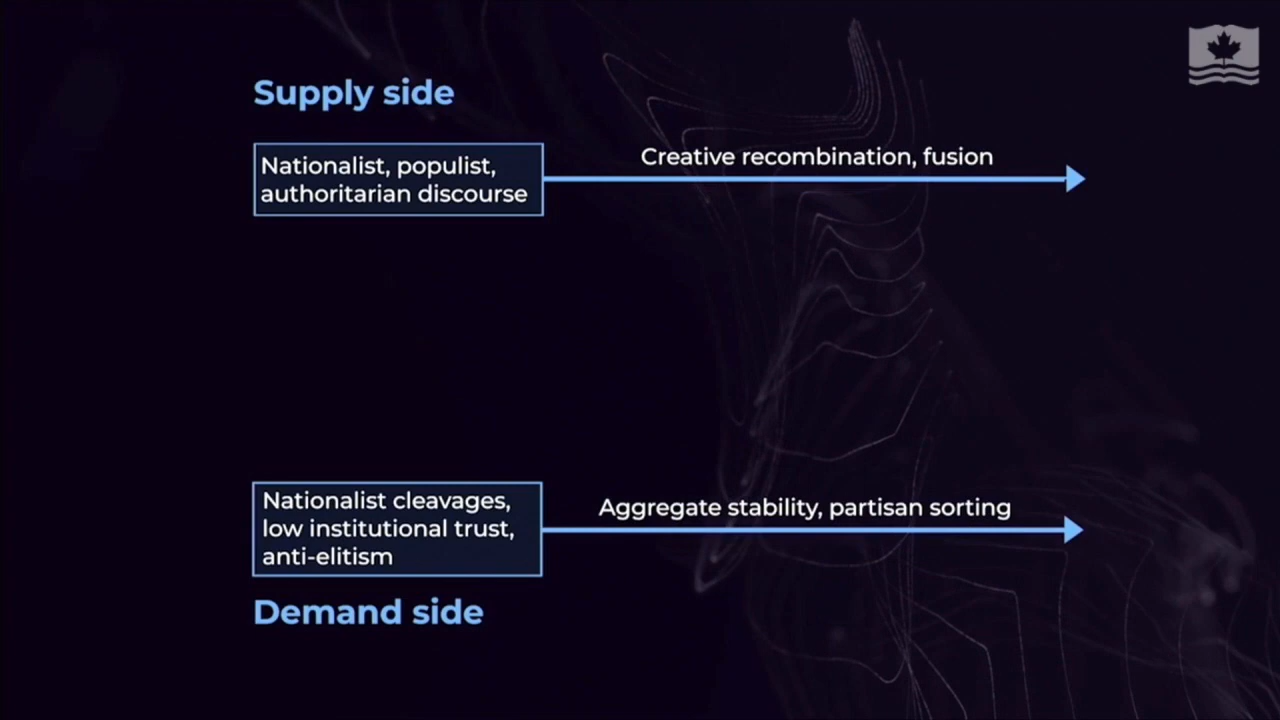 Supply side
Nationalist, populist,
authoritarian discourse
Creative recombination, fusion
Nationalist cleavages,
low institutional trust,
anti-elitism
Aggregate stability, partisan sorting
Demand side